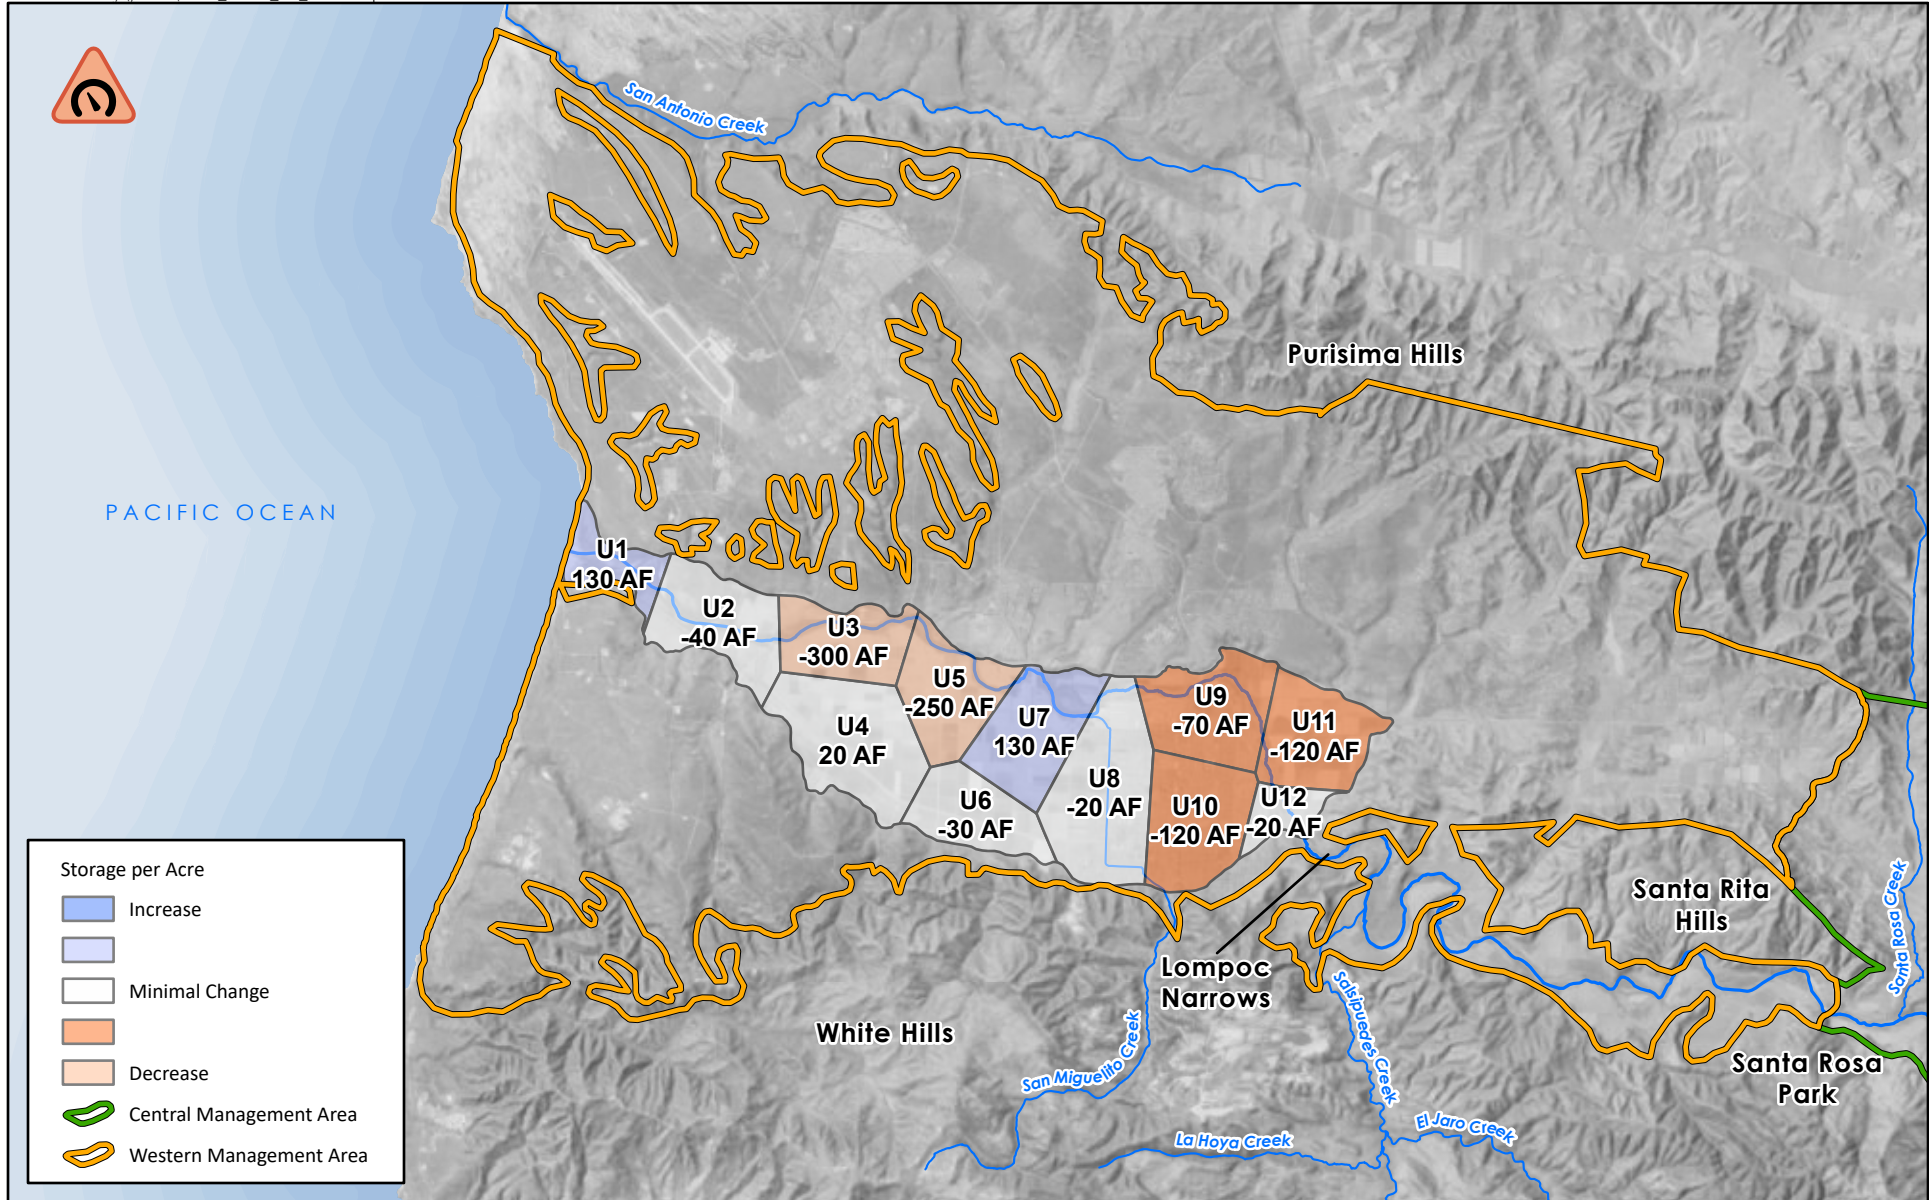 San Antonio Creek
Purisima Hills
PACIFIC OCEAN
U1
130 AF
U2
-40 AF
U3
-300 AF
U5
-250 AF
U4
20 AF
U7
130 AF
U6
-30 AF
U8
-20 AF
U9
-70 AF
U11
-120 AF
U10
-120 AF
U12
-20 AF
Santa Rita
Hills
Santa Rosa Creek
Lompoc
Narrows
Salsipuedes Creek
White Hills
San Miguelito Creek
Santa Rosa
Park
La Hoya Creek
El Jaro Creek
Storage per Acre
Increase
Minimal Change
Decrease
Central Management Area
Western Management Area